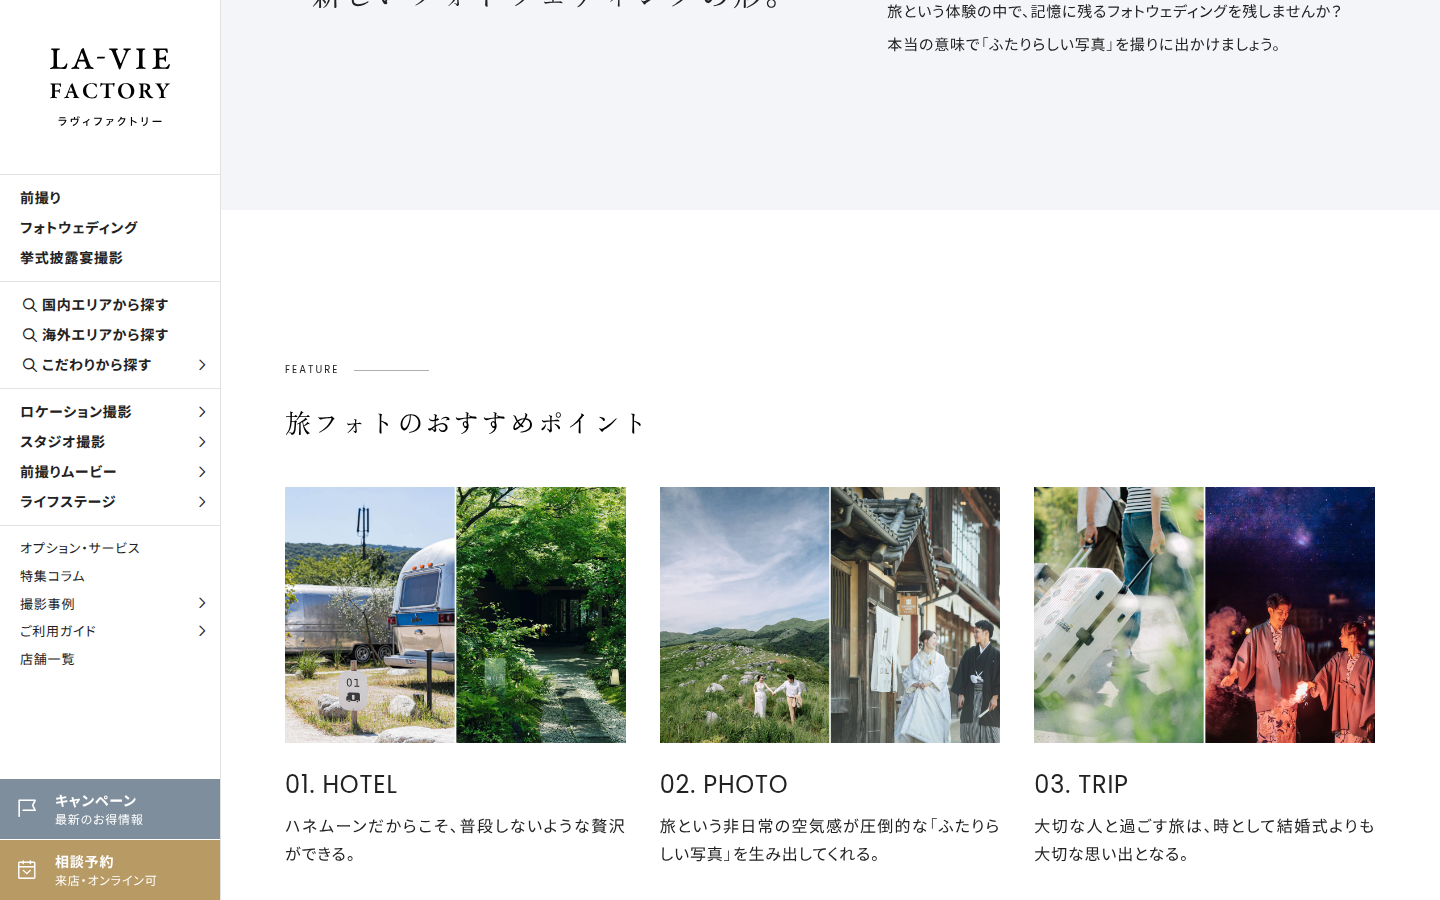 LA-VIE
FACTORY
ラヴィファクトリー
前撮り
フォトウェディング
挙式披露宴撮影
国内エリアから探す
海外エリアから探す
こだわりから探す
ロケーション撮影
スタジオ撮影
前撮りムービー
ライフステージ
オプション・サービス
特集コラム
撮影事例
ご利用ガイド
店舗一覧
キャンペーン
最新のお得情報
相談予約
来店・オンライン可
新しいフォトウェディングの形。
旅という体験の中で、記憶に残るフォトウェディングを残しませんか？
本当の意味で「ふたりらしい写真」を撮りに出かけましょう。
FEATURE
旅フォトのおすすめポイント
01
01. HOTEL
ハネムーンだからこそ、普段しないような贅沢
ができる。
02. PHOTO
旅という非日常の空気感が圧倒的な「ふたりら
しい写真」を生み出してくれる。
03. TRIP
大切な人と過ごす旅は、時として結婚式よりも
大切な思い出となる。